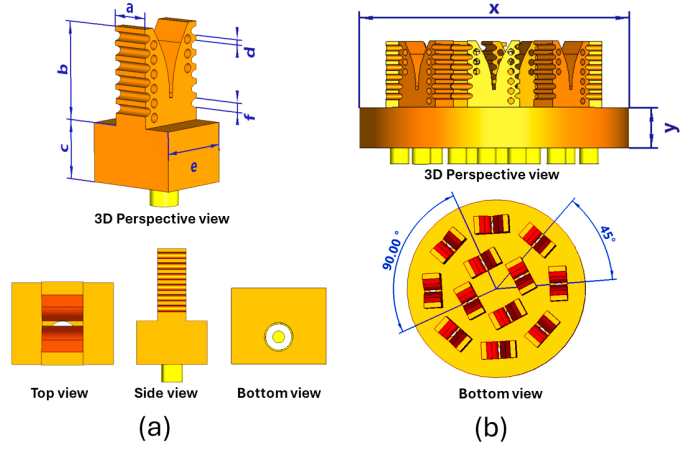 a
b
c
d
f
e
3D Perspective view
Top view
Side view
Bottom view
(a)
x
y
3D Perspective view
90.00 °
45°
Bottom view
(b)